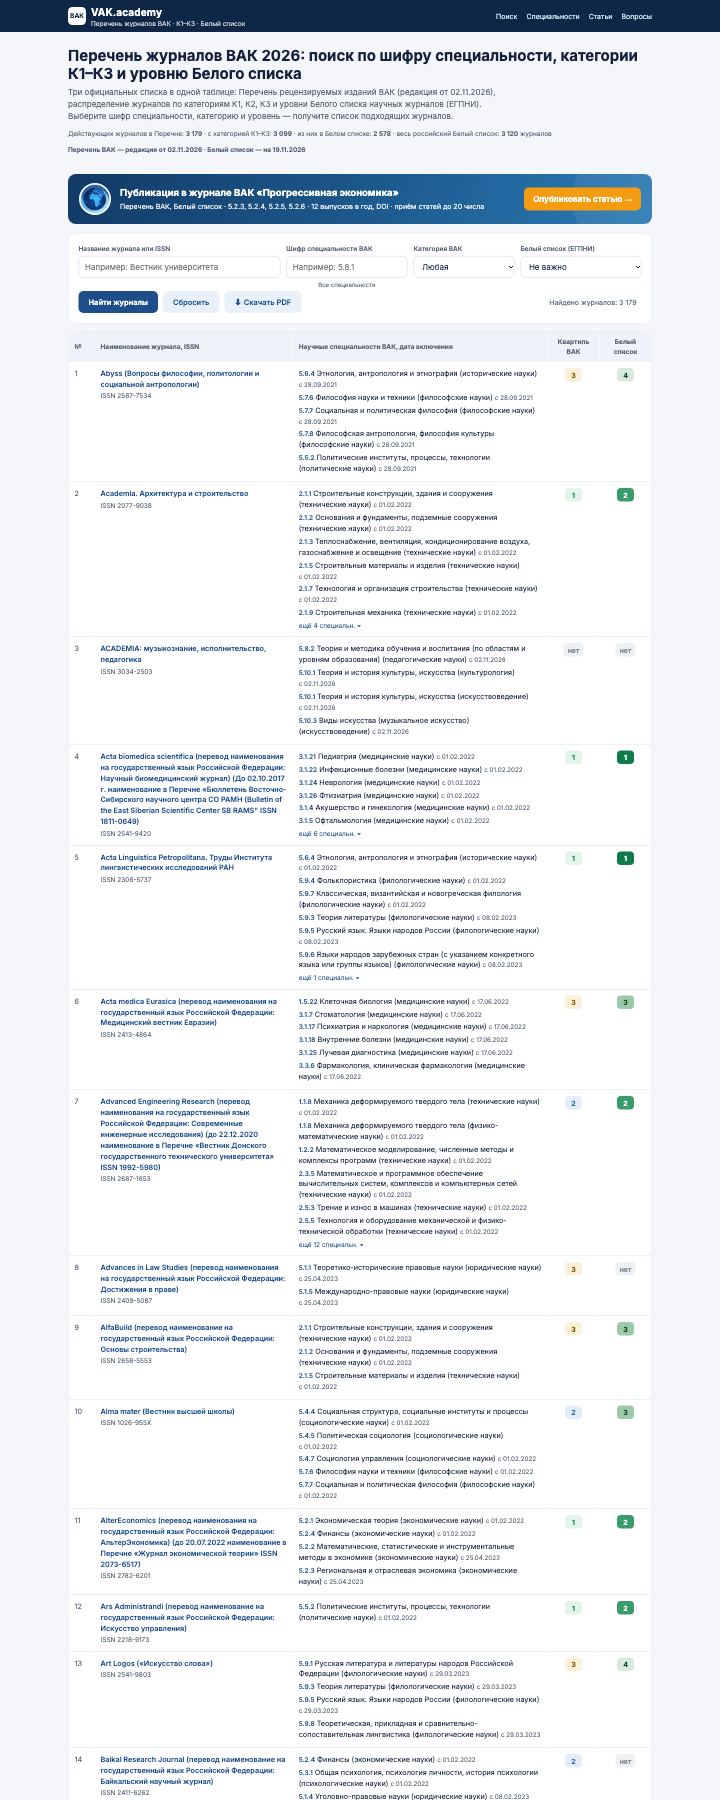 ВАК
VAK.academy
Перечень журналов ВАК · К1–К3 · Белый список
Поиск Специальности Статьи Вопросы
Перечень журналов ВАК 2026: поиск по шифру специальности, категории
К1–К3 и уровню Белого списка
Три официальных списка в одной таблице: Перечень рецензируемых изданий ВАК (редакция от 02.11.2026),
распределение журналов по категориям К1, К2, К3 и уровни Белого списка научных журналов (ЕГПНИ).
Выберите шифр специальности, категорию и уровень — получите список подходящих журналов.
Действующих журналов в Перечне: 3 179 · с категорией К1–К3: 3 099 · из них в Белом списке: 2 578 · весь российский Белый список: 3 120 журналов
Перечень ВАК — редакция от 02.11.2026 · Белый список — на 19.11.2026
Публикация в журнале ВАК «Прогрессивная экономика»
Перечень ВАК, Белый список · 5.2.3, 5.2.4, 5.2.5, 5.2.6 · 12 выпусков в год, DOI · приём статей до 20 числа
Опубликовать статью →
Название журнала или ISSN Шифр специальности ВАК Категория ВАК Белый список (ЕГПНИ)
Например: Вестник университета Например: 5.8.1 Любая Не важно
Все специальности
Найти журналы Сбросить ⬇ Скачать PDF Найдено журналов: 3 179
№ Наименование журнала, ISSN Научные специальности ВАК, дата включения Квартиль ВАК Белый список
1 Abyss (Вопросы философии, политологии и
социальной антропологии)
ISSN 2587-7534
5.6.4 Этнология, антропология и этнография (исторические науки)
с 28.09.2021
5.7.6 Философия науки и техники (философские науки) с 28.09.2021
5.7.7 Социальная и политическая философия (философские науки)
с 28.09.2021
5.7.8 Философская антропология, философия культуры
(философские науки) с 28.09.2021
5.5.2 Политические институты, процессы, технологии
(политические науки) с 28.09.2021
3 4
2 Academia. Архитектура и строительство
ISSN 2077-9038
2.1.1 Строительные конструкции, здания и сооружения
(технические науки) с 01.02.2022
2.1.2 Основания и фундаменты, подземные сооружения
(технические науки) с 01.02.2022
2.1.3 Теплоснабжение, вентиляция, кондиционирование воздуха,
газоснабжение и освещение (технические науки) с 01.02.2022
2.1.5 Строительные материалы и изделия (технические науки)
с 01.02.2022
2.1.7 Технология и организация строительства (технические науки)
с 01.02.2022
2.1.9 Строительная механика (технические науки) с 01.02.2022
ещё 4 специальн.
1 2
3 ACADEMIA: музыкознание, исполнительство,
педагогика
ISSN 3034-2503
5.8.2 Теория и методика обучения и воспитания (по областям и
уровням образования) (педагогические науки) с 02.11.2026
5.10.1 Теория и история культуры, искусства (культурология)
с 02.11.2026
5.10.1 Теория и история культуры, искусства (искусствоведение)
с 02.11.2026
5.10.3 Виды искусства (музыкальное искусство)
(искусствоведение) с 02.11.2026
нет нет
4 Acta biomedica scientifica (перевод наименования
на государственный язык Российской Федерации:
Научный биомедицинский журнал) (До 02.10.2017
г. наименование в Перечне «Бюллетень Восточно-
Сибирского научного центра СО РАМН (Bulletin of
the East Siberian Scientific Center SB RAMS" ISSN
1811-0649)
ISSN 2541-9420
3.1.21 Педиатрия (медицинские науки) с 01.02.2022
3.1.22 Инфекционные болезни (медицинские науки) с 01.02.2022
3.1.24 Неврология (медицинские науки) с 01.02.2022
3.1.26 Фтизиатрия (медицинские науки) с 01.02.2022
3.1.4 Акушерство и гинекология (медицинские науки) с 01.02.2022
3.1.5 Офтальмология (медицинские науки) с 01.02.2022
ещё 6 специальн.
1 1
5 Acta Linguistica Petropolitana. Труды Института
лингвистических исследований РАН
ISSN 2306-5737
5.6.4 Этнология, антропология и этнография (исторические науки)
с 01.02.2022
5.9.4 Фольклористика (филологические науки) с 01.02.2022
5.9.7 Классическая, византийская и новогреческая филология
(филологические науки) с 01.02.2022
5.9.3 Теория литературы (филологические науки) с 08.02.2023
5.9.5 Русский язык. Языки народов России (филологические науки)
с 08.02.2023
5.9.6 Языки народов зарубежных стран (с указанием конкретного
языка или группы языков) (филологические науки) с 08.02.2023
ещё 1 специальн.
1 1
6 Acta medica Eurasica (перевод наименования на
государственный язык Российской Федерации:
Медицинский вестник Евразии)
ISSN 2413-4864
1.5.22 Клеточная биология (медицинские науки) с 17.06.2022
3.1.7 Стоматология (медицинские науки) с 17.06.2022
3.1.17 Психиатрия и наркология (медицинские науки) с 17.06.2022
3.1.18 Внутренние болезни (медицинские науки) с 17.06.2022
3.1.25 Лучевая диагностика (медицинские науки) с 17.06.2022
3.3.6 Фармакология, клиническая фармакология (медицинские
науки) с 17.06.2022
3 3
7 Advanced Engineering Research (перевод
наименования на государственный язык
Российской Федерации: Современные
инженерные исследования) (до 22.12.2020
наименование в Перечне «Вестник Донского
государственного технического университета»
ISSN 1992-5980)
ISSN 2687-1653
1.1.8 Механика деформируемого твердого тела (технические науки)
с 01.02.2022
1.1.8 Механика деформируемого твердого тела (физико-
математические науки) с 01.02.2022
1.2.2 Математическое моделирование, численные методы и
комплексы программ (технические науки) с 01.02.2022
2.3.5 Математическое и программное обеспечение
вычислительных систем, комплексов и компьютерных сетей
(технические науки) с 01.02.2022
2.5.3 Трение и износ в машинах (технические науки) с 01.02.2022
2.5.5 Технология и оборудование механической и физико-
технической обработки (технические науки) с 01.02.2022
ещё 12 специальн.
2 2
8 Advances in Law Studies (перевод наименования
на государственный язык Российской Федерации:
Достижения в праве)
ISSN 2409-5087
5.1.1 Теоретико-исторические правовые науки (юридические науки)
с 25.04.2023
5.1.5 Международно-правовые науки (юридические науки)
с 25.04.2023
3 нет
9 AlfaBuild (перевод наименование на
государственный язык Российской Федерации:
Основы строительства)
ISSN 2658-5553
2.1.1 Строительные конструкции, здания и сооружения
(технические науки) с 01.02.2022
2.1.2 Основания и фундаменты, подземные сооружения
(технические науки) с 01.02.2022
2.1.5 Строительные материалы и изделия (технические науки)
с 01.02.2022
3 3
10 Alma mater (Вестник высшей школы)
ISSN 1026-955X
5.4.4 Социальная структура, социальные институты и процессы
(социологические науки) с 01.02.2022
5.4.5 Политическая социология (социологические науки)
с 01.02.2022
5.4.7 Социология управления (социологические науки) с 01.02.2022
5.7.6 Философия науки и техники (философские науки) с 01.02.2022
5.7.7 Социальная и политическая философия (философские науки)
с 01.02.2022
2 3
11 AlterEconomics (перевод наименования на
государственный язык Российской Федерации:
АльтерЭкономика) (до 20.07.2022 наименование в
Перечне «Журнал экономической теории» ISSN
2073-6517)
ISSN 2782-6201
5.2.1 Экономическая теория (экономические науки) с 01.02.2022
5.2.4 Финансы (экономические науки) с 01.02.2022
5.2.2 Математические, статистические и инструментальные
методы в экономике (экономические науки) с 25.04.2023
5.2.3 Региональная и отраслевая экономика (экономические
науки) с 25.04.2023
1 2
12 Ars Administrandi (перевод наименования на
государственный язык Российской Федерации:
Искусство управления)
ISSN 2218-9173
5.5.2 Политические институты, процессы, технологии
(политические науки) с 01.02.2022
1 2
13 Art Logos («Искусство слова»)
ISSN 2541-9803
5.9.1 Русская литература и литературы народов Российской
Федерации (филологические науки) с 29.03.2023
5.9.3 Теория литературы (филологические науки) с 29.03.2023
5.9.5 Русский язык. Языки народов России (филологические науки)
с 29.03.2023
5.9.8 Теоретическая, прикладная и сравнительно-
сопоставительная лингвистика (филологические науки) с 29.03.2023
3 4
14 Baikal Research Journal (перевод наименование на
государственный язык Российской Федерации:
Байкальский научный журнал)
ISSN 2411-6262
5.2.4 Финансы (экономические науки) с 01.02.2022
5.3.1 Общая психология, психология личности, история психологии
(психологические науки) с 01.02.2022
5.1.4 Уголовно-правовые науки (юридические науки) с 08.02.2023
2 нет